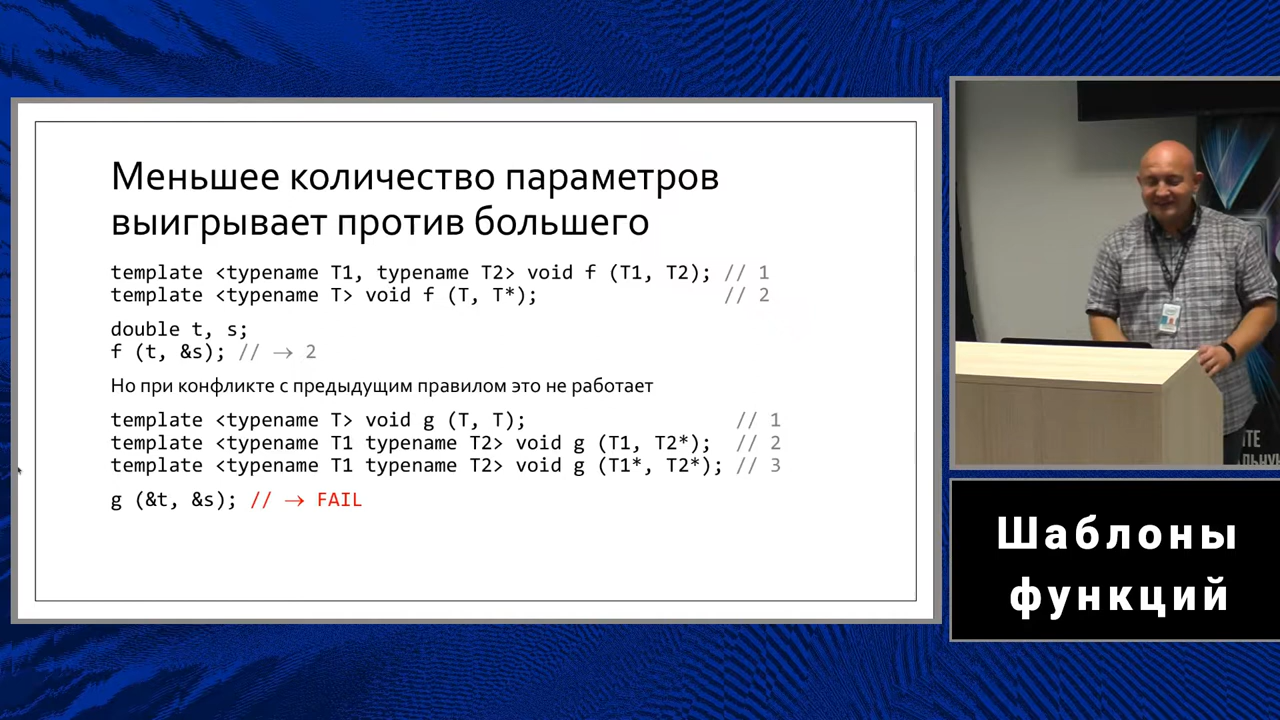 Меньшее количество параметров
выигрывает против большего
template <typename T1, typename T2> void f (T1, T2); // 1
template <typename T> void f (T, T*); // 2
double t, s;
f (t, &s); // → 2
Но при конфликте с предыдущим правилом это не работает
template <typename T> void g (T, T); // 1
template <typename T1 typename T2> void g (T1, T2*); // 2
template <typename T1 typename T2> void g (T1*, T2*); // 3
g (&t, &s); // → FAIL
Шаблоны
функций